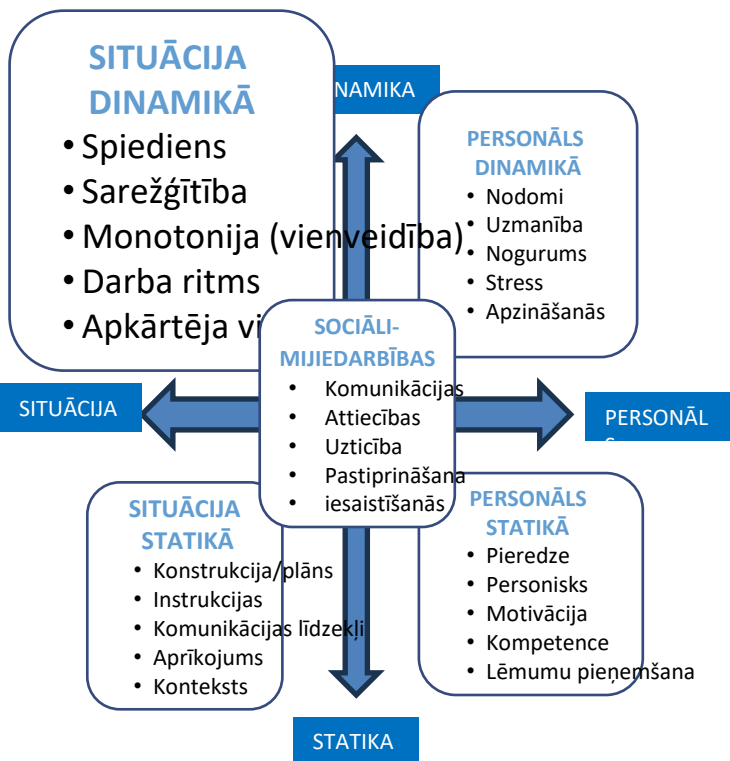 SITUĀCIJA
DINAMIKĀ
• Spiediens
• Sarežģītība
• Monotonija (vienveidība)
• Darba ritms
• Apkārtēja vi
NAMIKA
PERSONĀLS
DINAMIKĀ
• Nodomi
• Uzmanība
• Nogurums
• Stress
• Apzināšanās
SOCIĀLI-
MIJIEDARBĪBAS
• Komunikācijas
• Attiecības
• Uzticība
• Pastiprināšana
• iesaistīšanās
SITUĀCIJA
PERSONĀL
SITUĀCIJA
STATIKĀ
• Konstrukcija/plāns
• Instrukcijas
• Komunikācijas līdzekļi
• Aprīkojums
• Konteksts
PERSONĀLS
STATIKĀ
• Pieredze
• Personisks
• Motivācija
• Kompetence
• Lēmumu pieņemšana
STATIKA